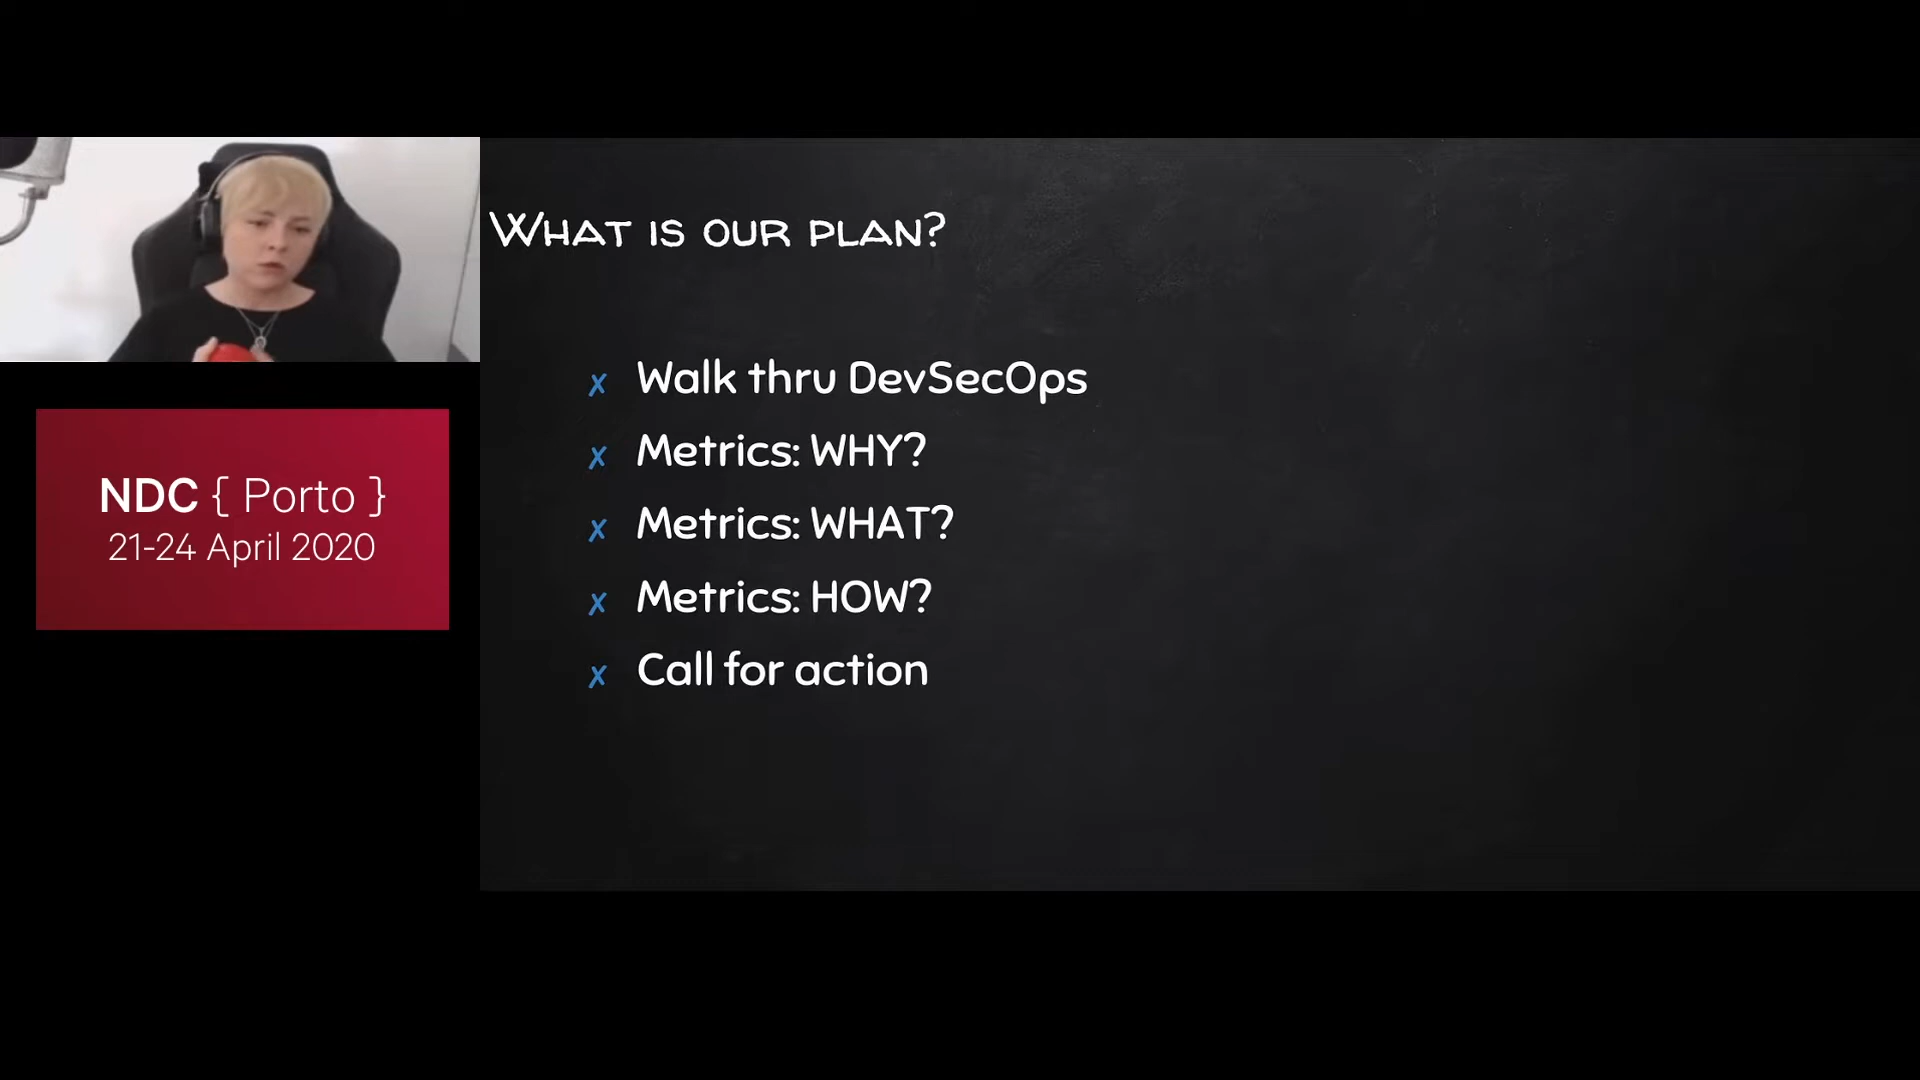 WHAT IS OUR PLAN?
x Walk thru DevSecOps
x Metrics: WHY?
x Metrics: WHAT?
x Metrics: HOW?
x Call for action
NDC { Porto }
21-24 April 2020